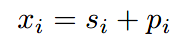 xᵢ = sᵢ + pᵢ